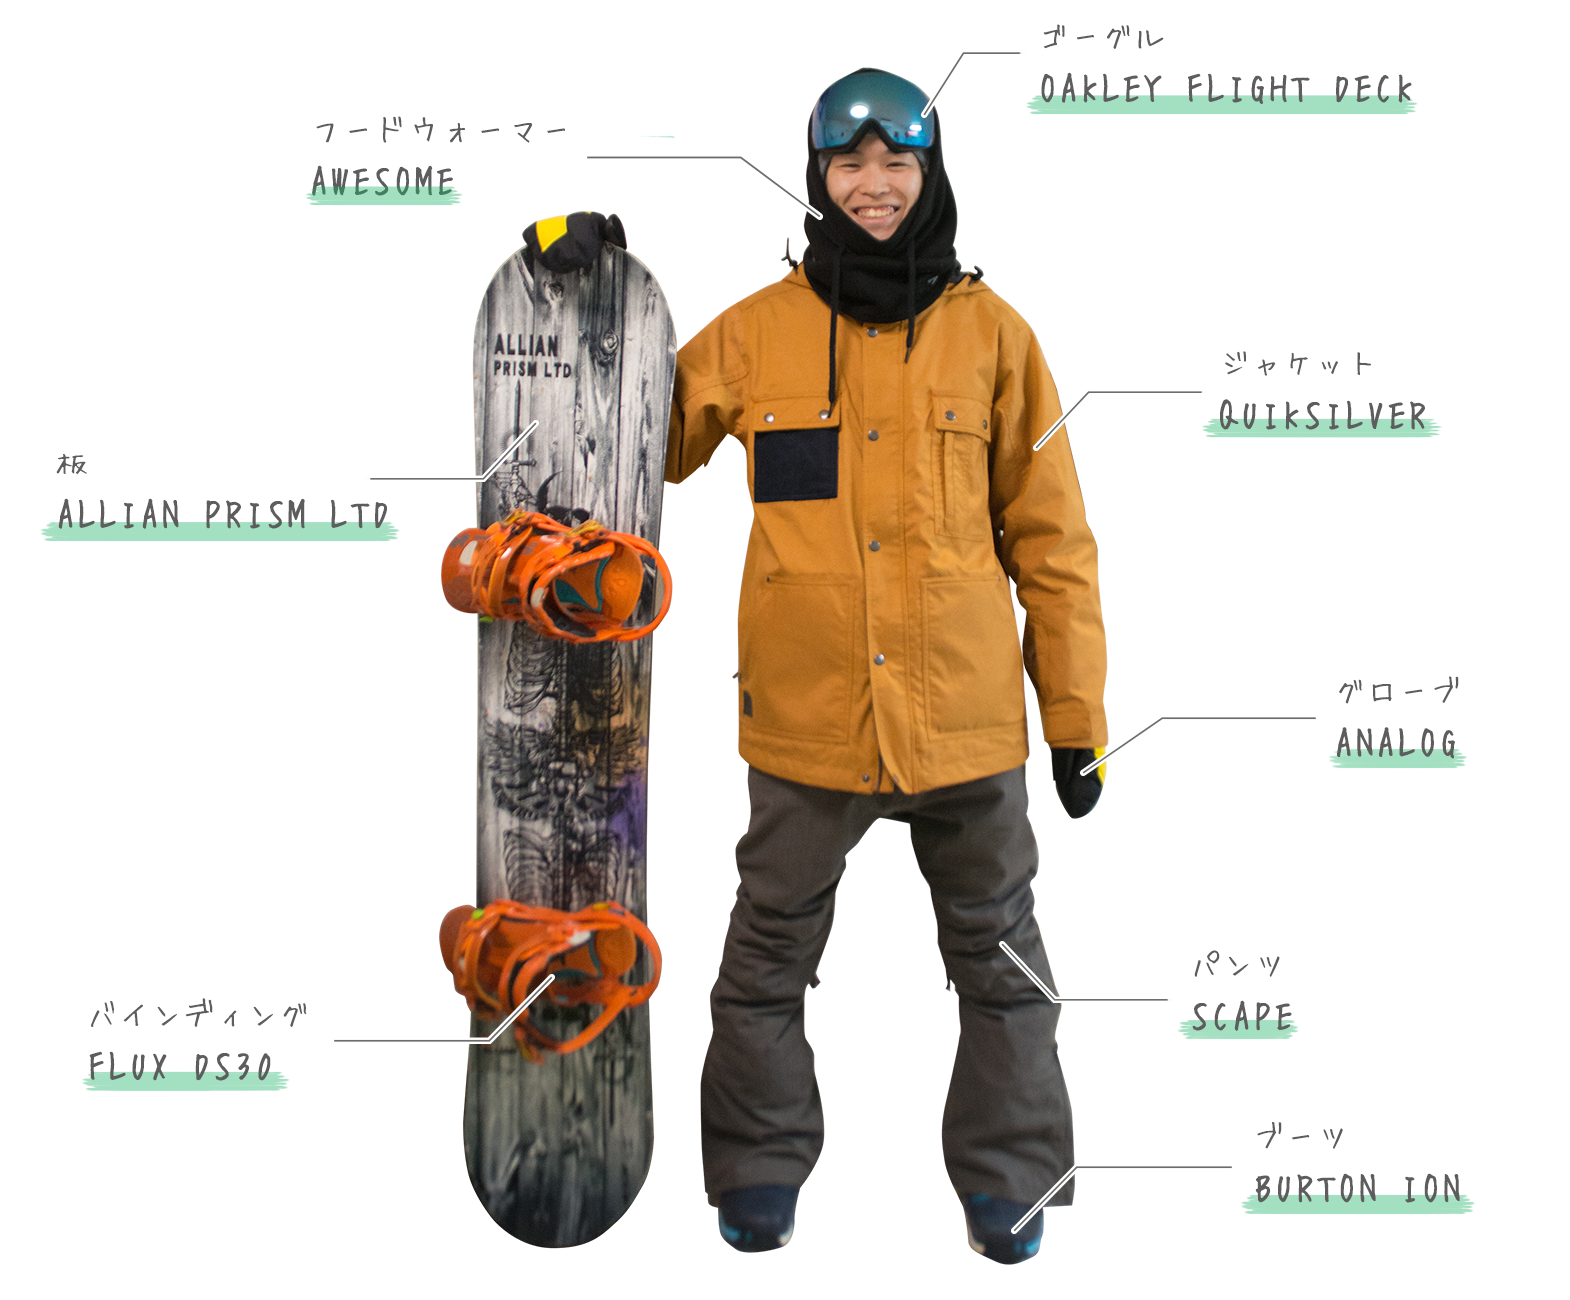 ゴーグル
OAKLEY FLIGHT DECK
フードウォーマー
AWESOME
ALLIAN
PRISM LTD
ジャケット
QUIKSILVER
板
ALLIAN PRISM LTD
グローブ
ANALOG
パンツ
SCAPE
バインディング
FLUX DS30
ブーツ
BURTON ION